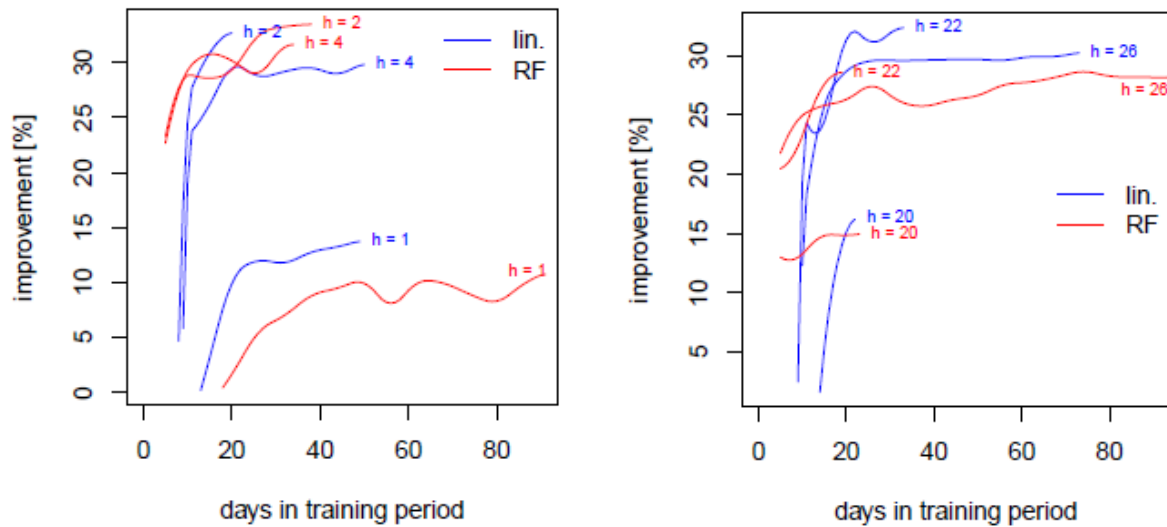 h = 2
h = 2
h = 4
h = 4
h = 1
h = 1
lin.
RF
0
5
10
15
20
25
30
improvement [%]
0 20 40 60 80
days in training period
h = 22
h = 26
h = 22
h = 26
h = 20
h = 20
lin.
RF
5
10
15
20
25
30
improvement [%]
0 20 40 60 80
days in training period